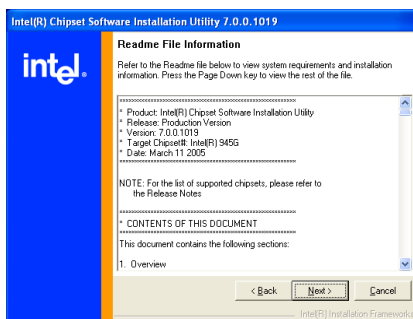 Intel(R) Chipset Software Installation Utility 7.0.0.1019
intel.
Readme File Information
Refer to the Readme file below to view system requirements and installation
information. Press the Page Down key to view the rest of the file.
* Product: Intel(R) Chipset Software Installation Utility
* Release: Production Version
* Version: 7.0.0.1019
* Target Chipset#: Intel(R) 945G
* Date: March 11 2005
NOTE: For the list of supported chipsets, please refer to
the Release Notes
* CONTENTS OF THIS DOCUMENT
This document contains the following sections:
1. Overview
< Back
Next >
Cancel
Intel(R) Installation Framework